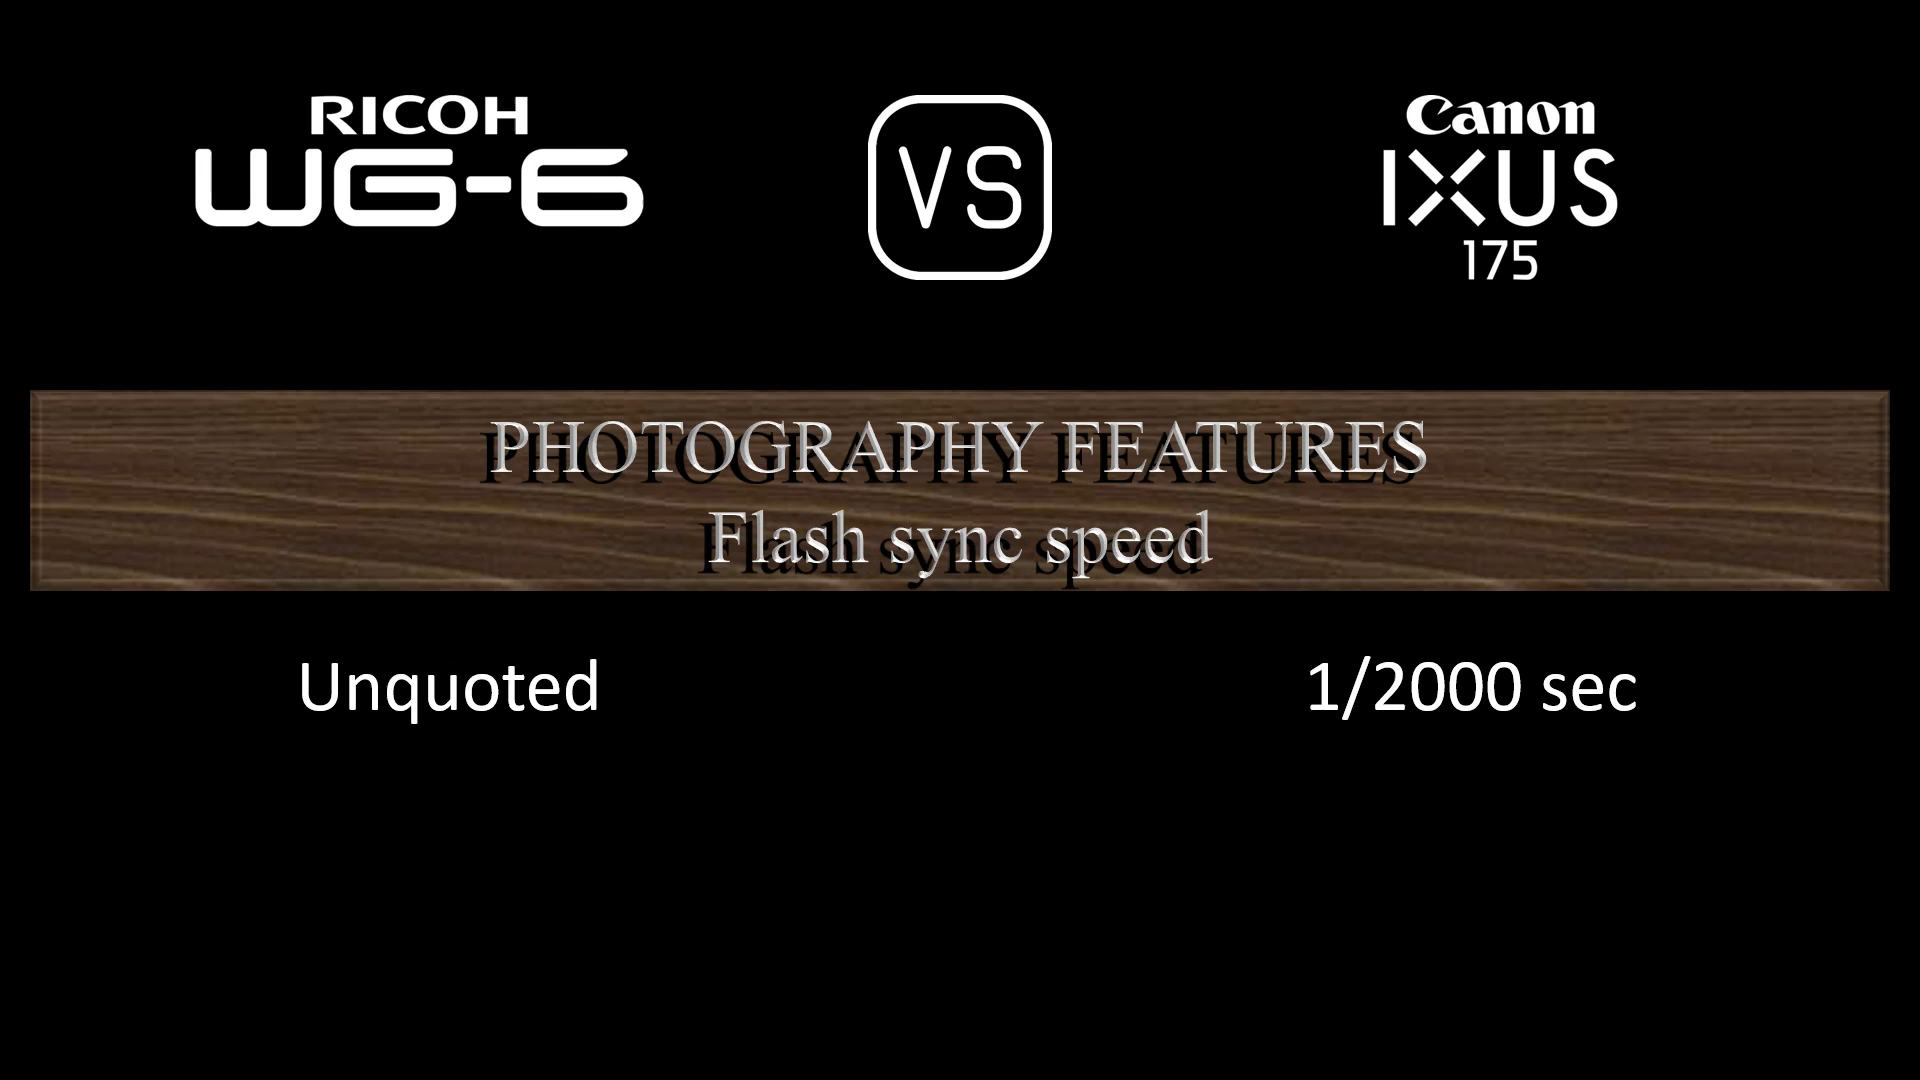 RICOH
WG-6
VS
Canon
IXUS
175
PHOTOGRAPHY FEATURES
Flash sync speed
Unquoted
1/2000 sec